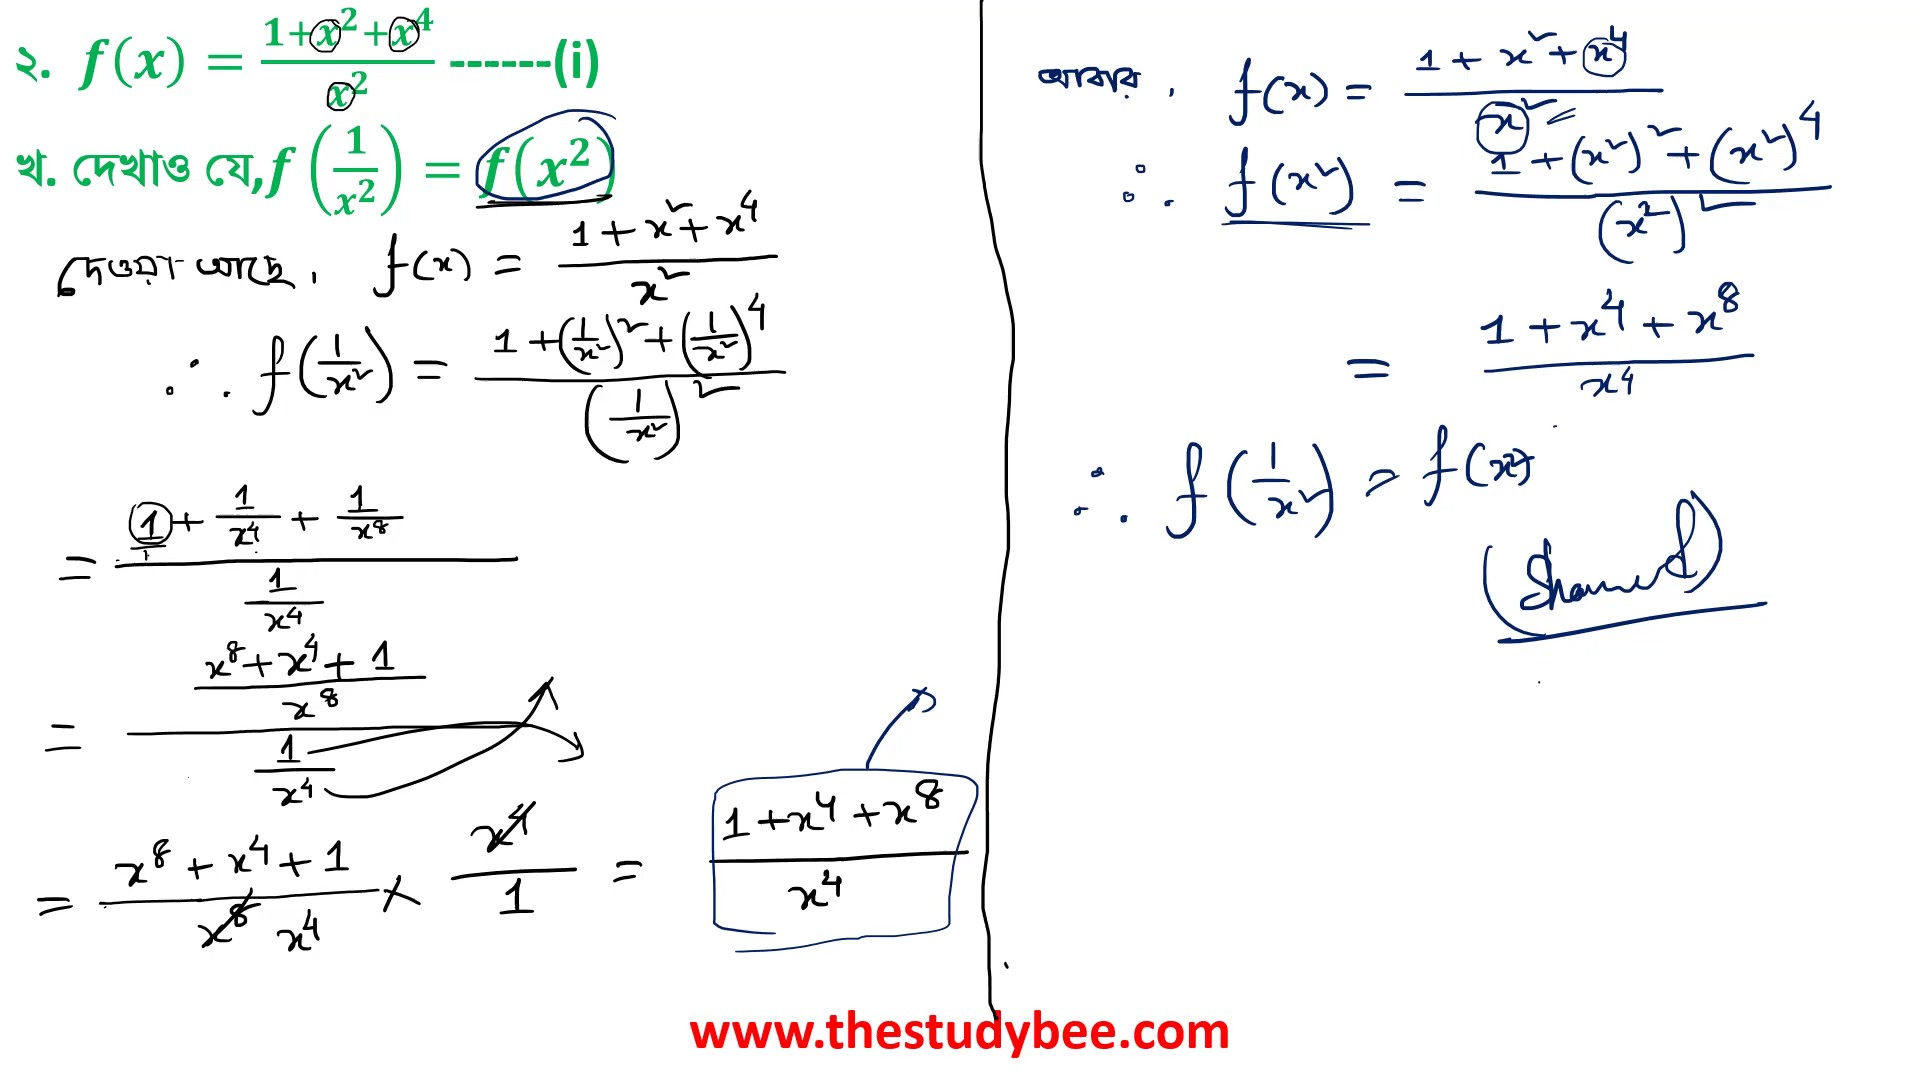 ২. f(x) = (1+x²+x⁴)/x² ------(i)
খ. দেখাও যে,f(1/x²) = f(x²)
দেওয়া আছে, f(x) = (1+x²+x⁴)/x²
∴ f(1/x²) = (1+(1/x²)²+(1/x²)⁴)/(1/x²)²
= (1/1 + 1/x⁴ + 1/x⁸)/(1/x⁴)
= ((x⁸+x⁴+1)/x⁸)/(1/x⁴)
= (x⁸+x⁴+1)/x⁸ x⁴ × x⁴/1 = (1+x⁴+x⁸)/x⁴
আবার, f(x) = (1+x²+x⁴)/x²
∴ f(x²) = (1+(x²)²+(x²)⁴)/(x²)²
= (1+x⁴+x⁸)/x⁴
∴ f(1/x²) = f(x²)
(Showed)
www.thestudybee.com